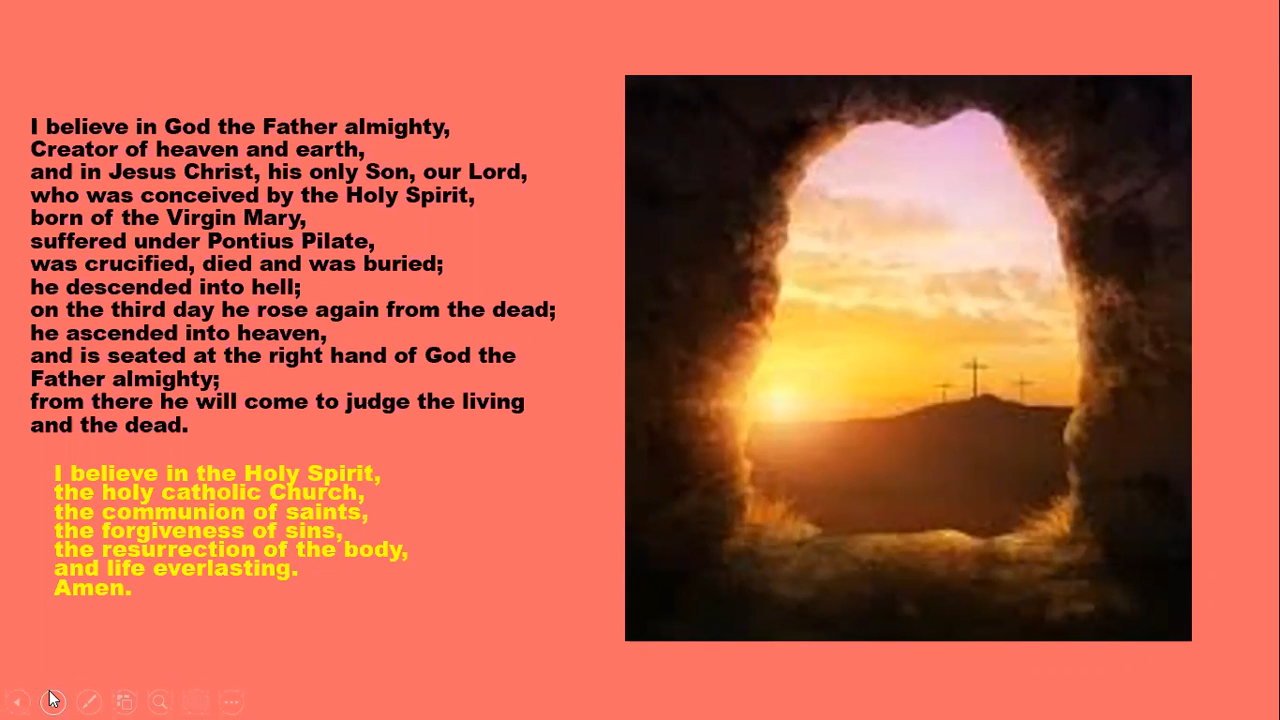 I believe in God the Father almighty,
Creator of heaven and earth,
and in Jesus Christ, his only Son, our Lord,
who was conceived by the Holy Spirit,
born of the Virgin Mary,
suffered under Pontius Pilate,
was crucified, died and was buried;
he descended into hell;
on the third day he rose again from the dead;
he ascended into heaven,
and is seated at the right hand of God the
Father almighty;
from there he will come to judge the living
and the dead.
I believe in the Holy Spirit,
the holy catholic Church,
the communion of saints,
the forgiveness of sins,
the resurrection of the body,
and life everlasting.
Amen.